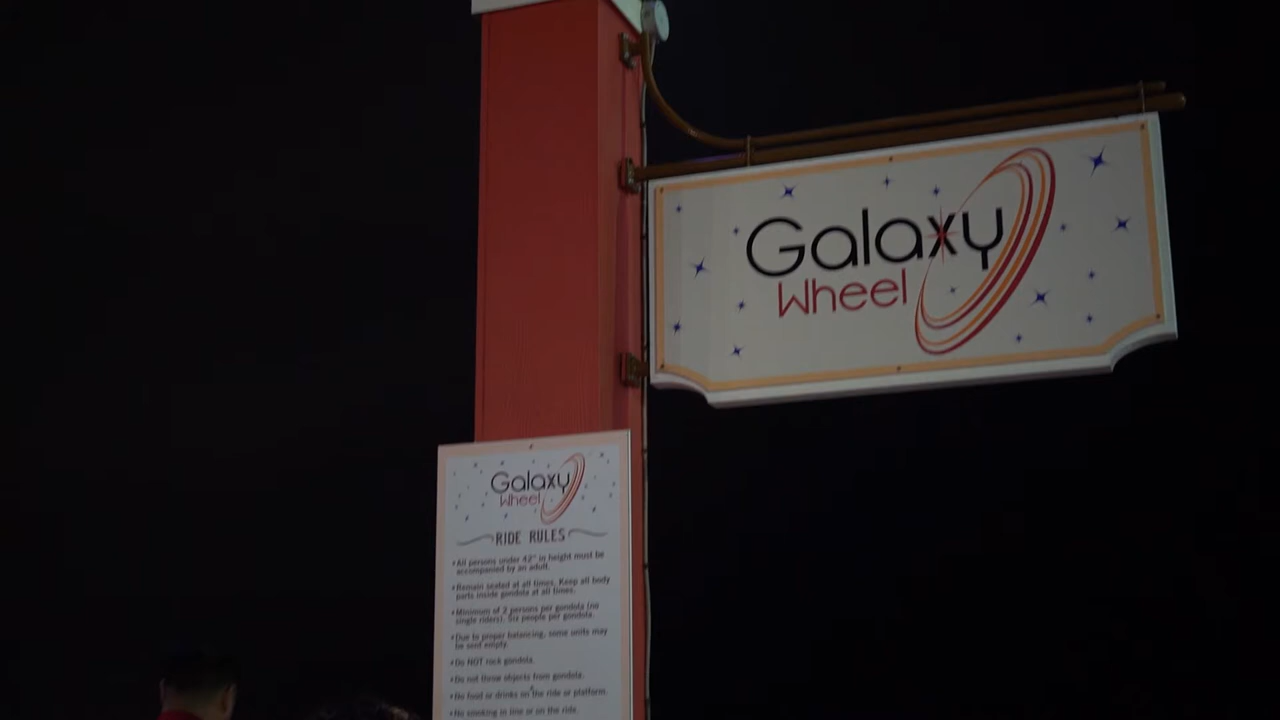 Galaxy
Wheel
Galaxy
Wheel
RIDE RULES
• All persons under 42" in height must be
accompanied by an adult.
• Remain seated at all times. Keep all body
parts inside gondola at all times.
• Minimum of 2 persons per gondola (no
single riders). Six people per gondola.
• Due to proper balancing, some units may
be sent empty.
• Do NOT rock gondola.
• Do not throw objects from gondola.
• No food or drinks on the ride or platform.
• No smoking in line or on the ride.